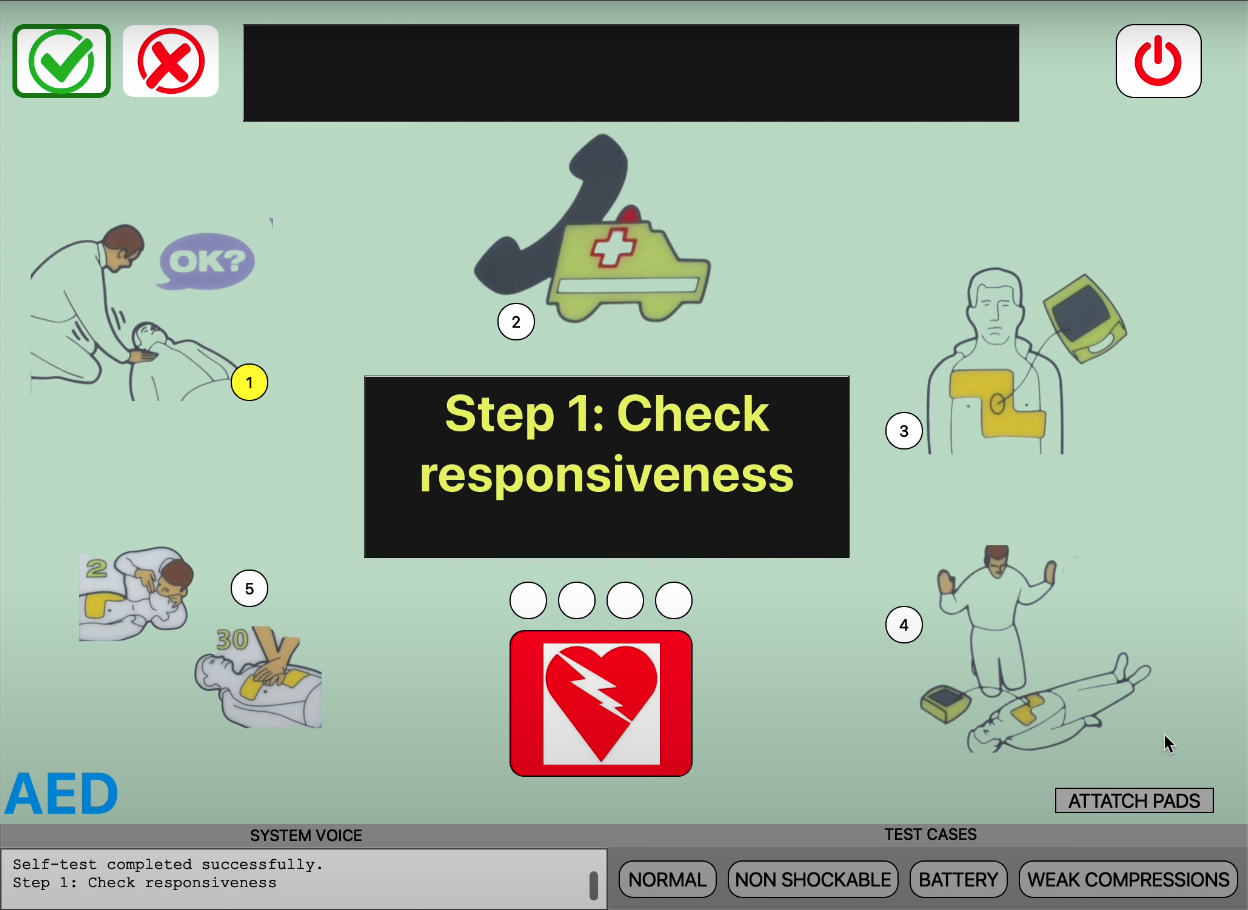 OK?
2
1
3
Step 1: Check
responsiveness
2
5
4
30
AED
ATTATCH PADS
SYSTEM VOICE
TEST CASES
Self-test completed successfully.
Step 1: Check responsiveness
NORMAL
NON SHOCKABLE
BATTERY
WEAK COMPRESSIONS